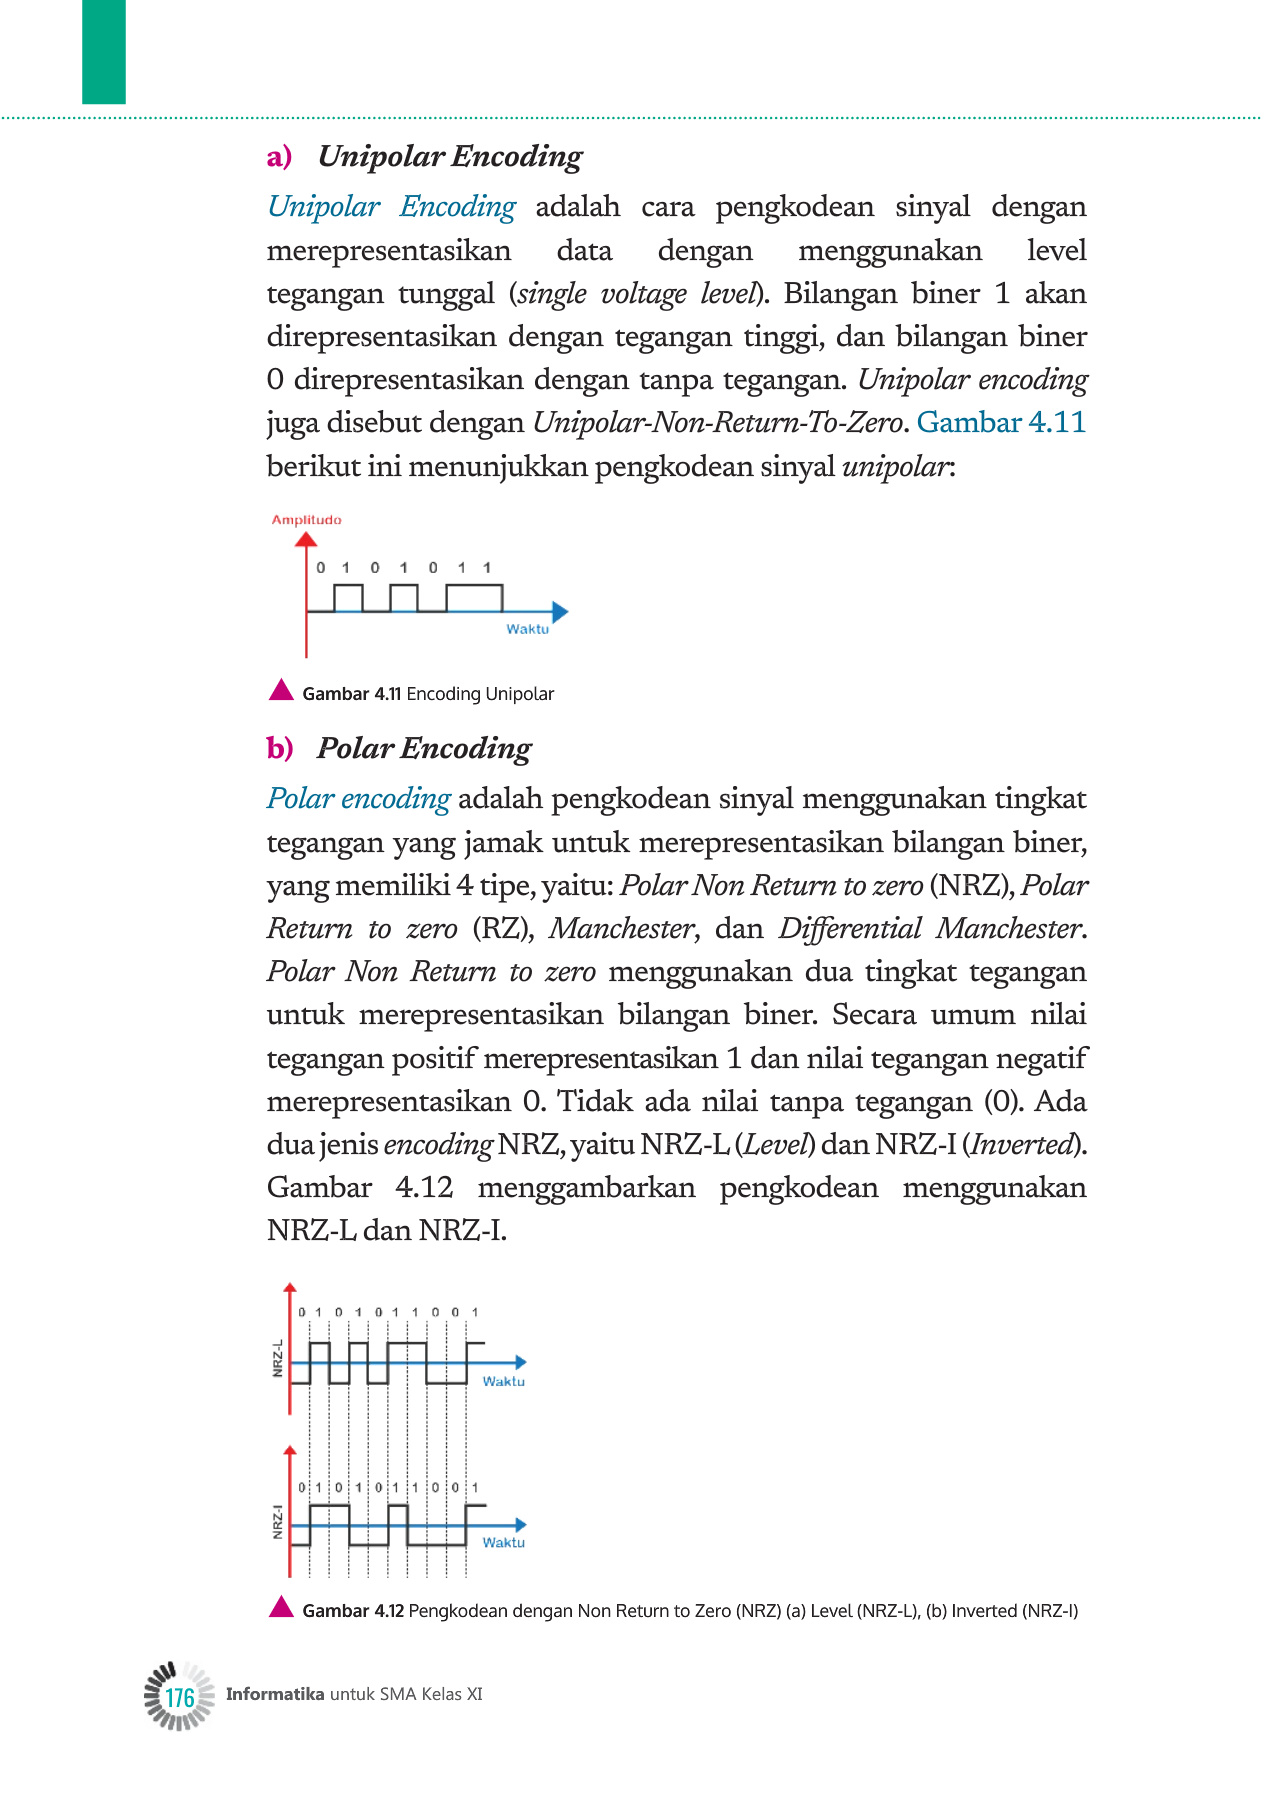 a) Unipolar Encoding
Unipolar Encoding adalah cara pengkodean sinyal dengan
merepresentasikan data dengan menggunakan level
tegangan tunggal (single voltage level). Bilangan biner 1 akan
direpresentasikan dengan tegangan tinggi, dan bilangan biner
0 direpresentasikan dengan tanpa tegangan. Unipolar encoding
juga disebut dengan Unipolar-Non-Return-To-Zero. Gambar 4.11
berikut ini menunjukkan pengkodean sinyal unipolar:
Amplitudo
0 1 0 1 0 1 1
Waktu
Gambar 4.11 Encoding Unipolar
b) Polar Encoding
Polar encoding adalah pengkodean sinyal menggunakan tingkat
tegangan yang jamak untuk merepresentasikan bilangan biner,
yang memiliki 4 tipe, yaitu: Polar Non Return to zero (NRZ), Polar
Return to zero (RZ), Manchester, dan Differential Manchester.
Polar Non Return to zero menggunakan dua tingkat tegangan
untuk merepresentasikan bilangan biner. Secara umum nilai
tegangan positif merepresentasikan 1 dan nilai tegangan negatif
merepresentasikan 0. Tidak ada nilai tanpa tegangan (0). Ada
dua jenis encoding NRZ, yaitu NRZ-L (Level) dan NRZ-I (Inverted).
Gambar 4.12 menggambarkan pengkodean menggunakan
NRZ-L dan NRZ-I.
0 1 0 1 0 1 1 0 0 1
NRZ-L
Waktu
0 1 0 1 0 1 1 0 0 1
NRZ-I
Waktu
Gambar 4.12 Pengkodean dengan Non Return to Zero (NRZ) (a) Level (NRZ-L), (b) Inverted (NRZ-I)
176 Informatika untuk SMA Kelas XI